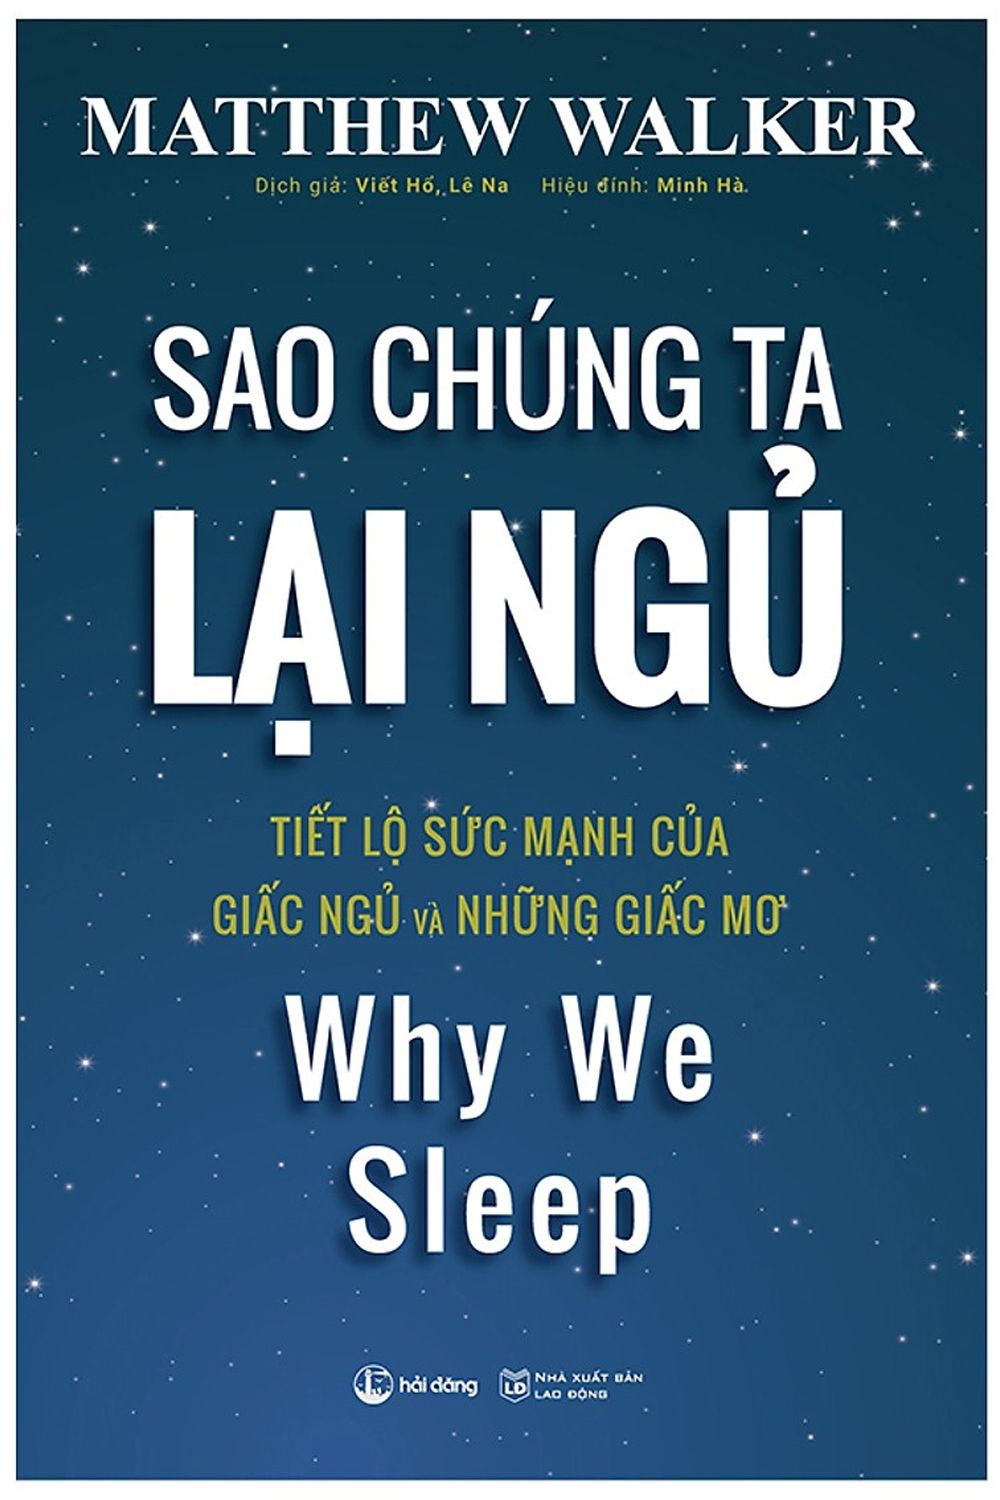 MATTHEW WALKER
Dịch giả: Viết Hổ, Lê Na    Hiệu đính: Minh Hà
SAO CHÚNG TA
LẠI NGỦ
TIẾT LỘ SỨC MẠNH CỦA
GIẤC NGỦ VÀ NHỮNG GIẤC MƠ
Why We
Sleep
hải đăng
LĐ
NHÀ XUẤT BẢN
LAO ĐỘNG